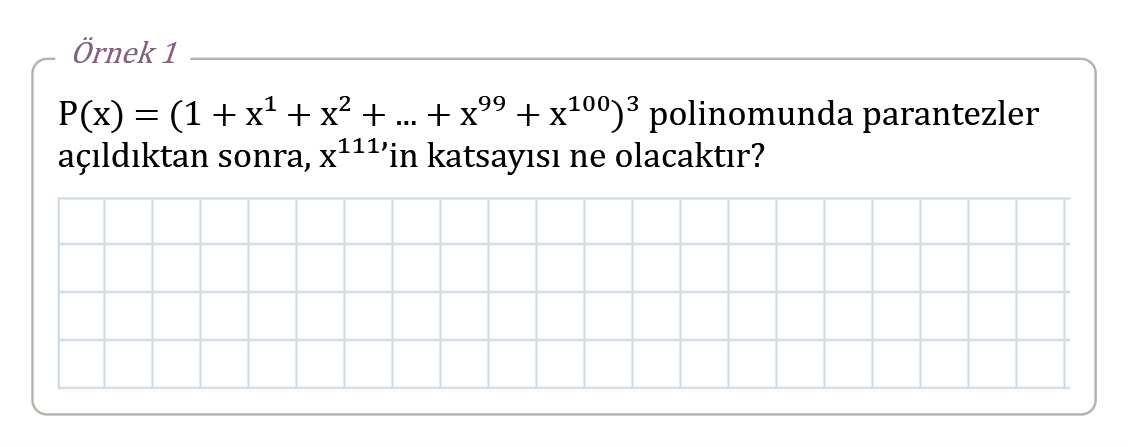 Örnek 1
P(x) = (1 + x¹ + x² + ... + x⁹⁹ + x¹⁰⁰)³ polinomunda parantezler
açıldıktan sonra, x¹¹¹’in katsayısı ne olacaktır?